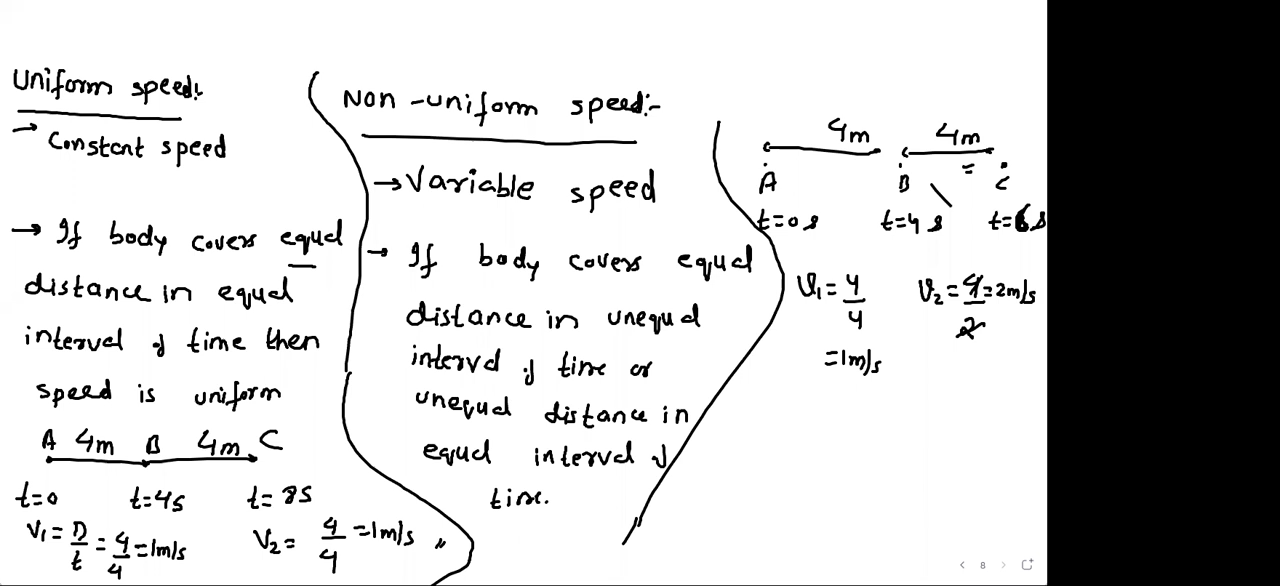 Uniform speed:-
→ Constant speed
→ If body covers equal
distance in equal
interval of time then
speed is uniform
A 4m B 4m C
t=0 t=4s t=8s
V₁ = D/t = 4/4 = 1m/s V₂ = 4/4 = 1m/s
Non-uniform speed:-
→ Variable speed
→ If body covers equal
distance in unequal
interval of time or
unequal distance in
equal interval of
time.
4m 4m
A B C
t=0s t=4s t=6s
V₁ = 4/4 V₂ = 4/2 = 2m/s
= 1m/s
8